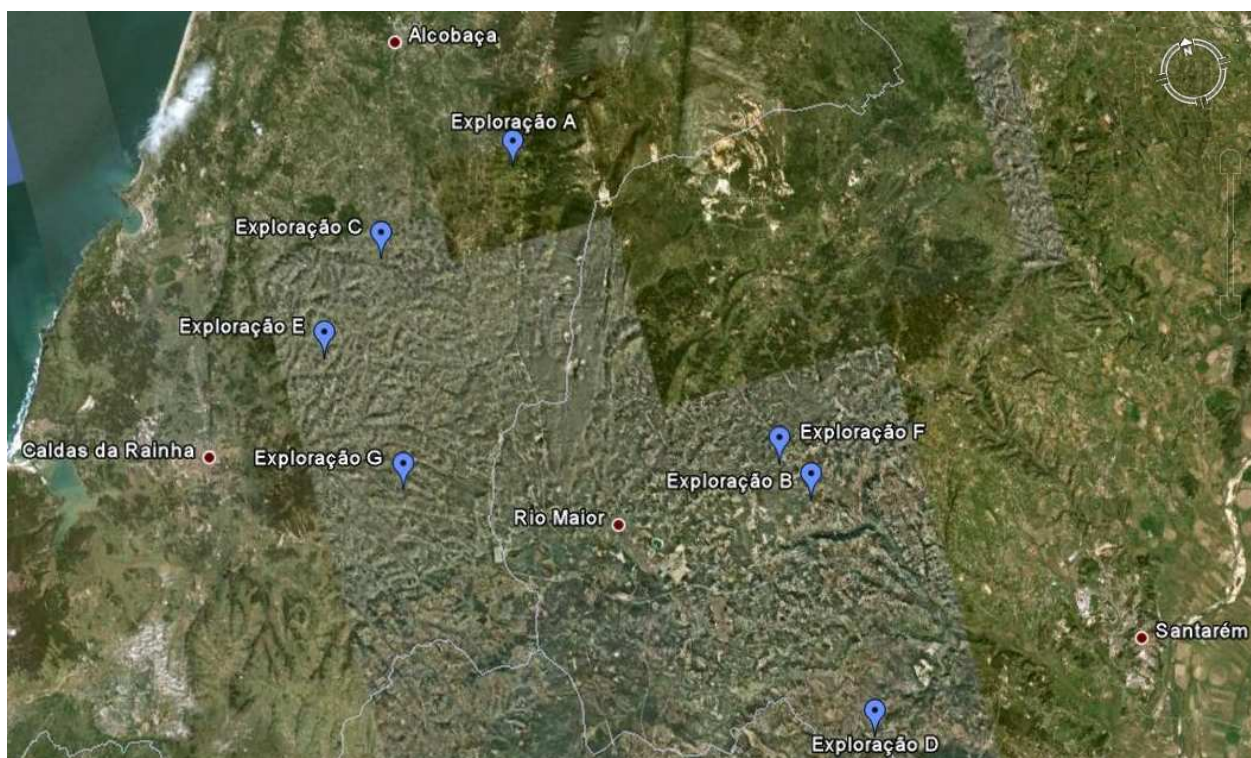 Alcobaça
N
Exploração A
Exploração C
Exploração E
Exploração F
Caldas da Rainha
Exploração G
Exploração B
Rio Maior
Santarém
Exploração D